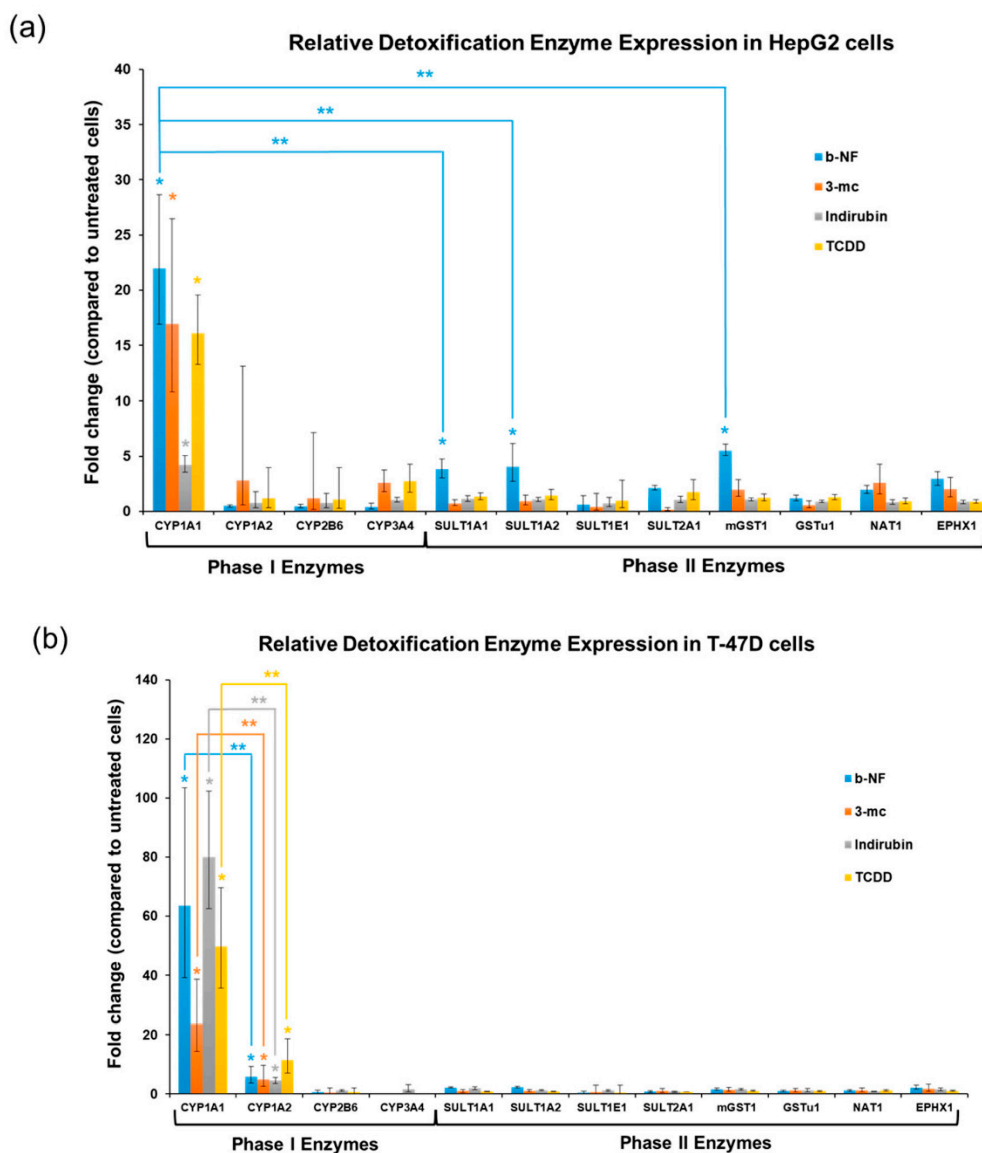 (a)
Relative Detoxification Enzyme Expression in HepG2 cells
Fold change (compared to untreated cells)
40
35
30
25
20
15
10
5
0
**
**
**
*
*
*
*
*
*
*
b-NF
3-mc
Indirubin
TCDD
CYP1A1 CYP1A2 CYP2B6 CYP3A4 SULT1A1 SULT1A2 SULT1E1 SULT2A1 mGST1 GSTu1 NAT1 EPHX1
Phase I Enzymes Phase II Enzymes
(b)
Relative Detoxification Enzyme Expression in T-47D cells
Fold change (compared to untreated cells)
140
120
100
80
60
40
20
0
**
**
**
**
*
*
*
*
*
*
*
*
b-NF
3-mc
Indirubin
TCDD
CYP1A1 CYP1A2 CYP2B6 CYP3A4 SULT1A1 SULT1A2 SULT1E1 SULT2A1 mGST1 GSTu1 NAT1 EPHX1
Phase I Enzymes Phase II Enzymes